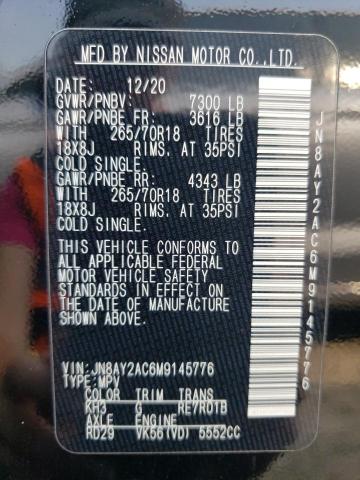 MFD BY NISSAN MOTOR CO.,LTD.
DATE: 12/20
GVWR/PNBV: 7300 LB
GAWR/PNBE FR: 3616 LB
WITH 265/70R18 TIRES
18X8J RIMS, AT 35PSI
COLD SINGLE.
GAWR/PNBE RR: 4343 LB
WITH 265/70R18 TIRES
18X8J RIMS, AT 35PSI
COLD SINGLE.
THIS VEHICLE CONFORMS TO
ALL APPLICABLE FEDERAL
MOTOR VEHICLE SAFETY
STANDARDS IN EFFECT ON
THE DATE OF MANUFACTURE
SHOWN ABOVE.
VIN: JN8AY2AC6M9145776
TYPE: MPV
COLOR TRIM TRANS
KH3 G RE7R01B
AXLE ENGINE
RD29 VK56(VD) 5552CC
JN8AY2AC6M9145776